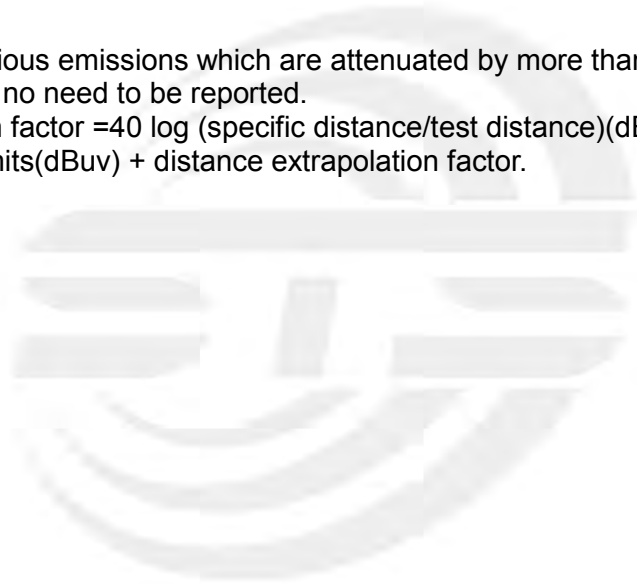 ious emissions which are attenuated by more than
no need to be reported.
factor =40 log (specific distance/test distance)(dB
nits(dBuv) + distance extrapolation factor.